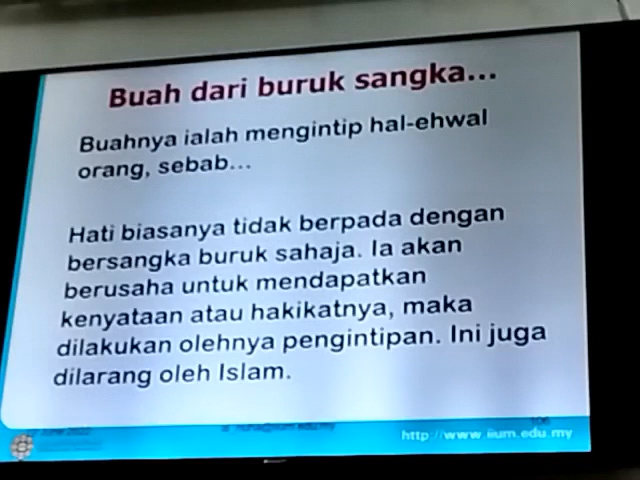 Buah dari buruk sangka...
Buahnya ialah mengintip hal-ehwal
orang, sebab...
Hati biasanya tidak berpada dengan
bersangka buruk sahaja. Ia akan
berusaha untuk mendapatkan
kenyataan atau hakikatnya, maka
dilakukan olehnya pengintipan. Ini juga
dilarang oleh Islam.
http://www.iium.edu.my